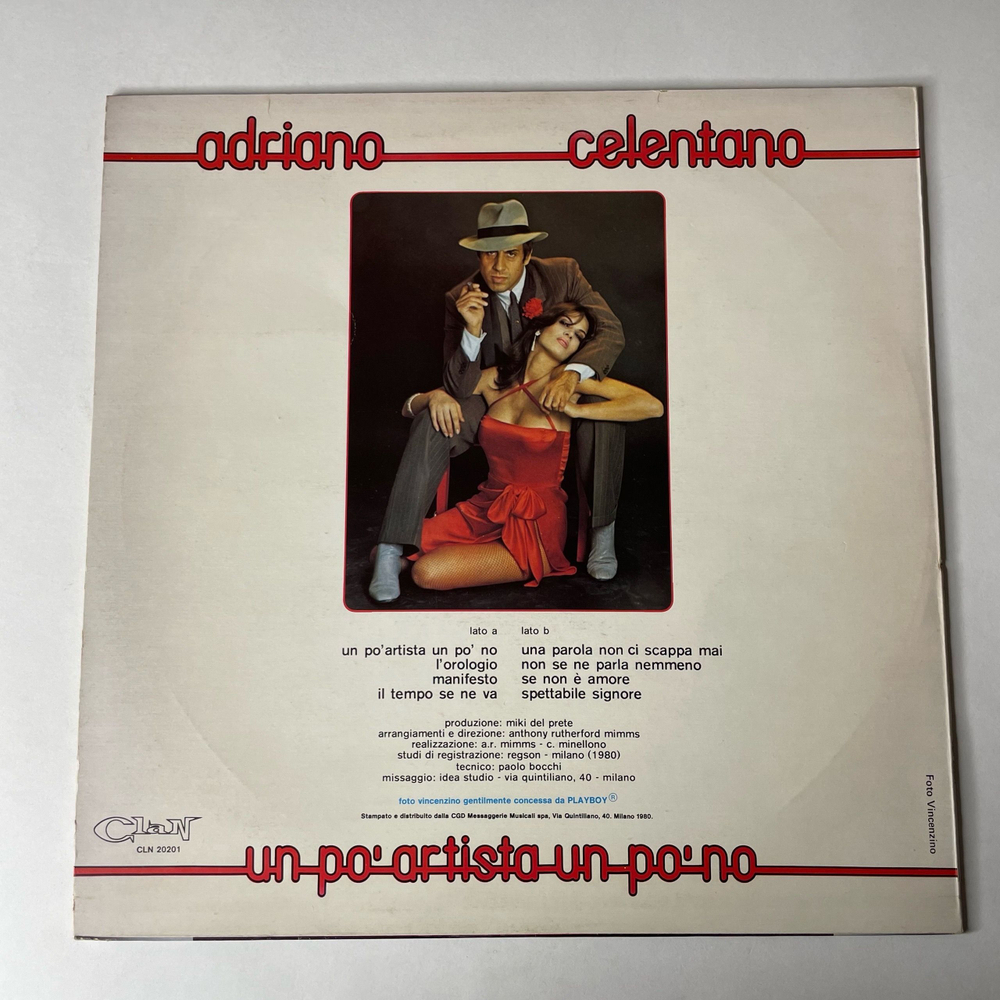 adriano celentano
lato a
un po'artista un po' no
l'orologio
manifesto
il tempo se ne va
lato b
una parola non ci scappa mai
non se ne parla nemmeno
se non è amore
spettabile signore
produzione: miki del prete
arrangiamenti e direzione: anthony rutherford mimms
realizzazione: a.r. mimms - c. minellono
studi di registrazione: regson - milano (1980)
tecnico: paolo bocchi
missaggio: idea studio - via quintiliano, 40 - milano
foto vincenzino gentilmente concessa da PLAYBOY®
Stampato e distribuito dalla CGD Messaggerie Musicali spa, Via Quintiliano, 40. Milano 1980.
Foto Vincenzino
Clan
CLN 20201
un po' artista un po' no